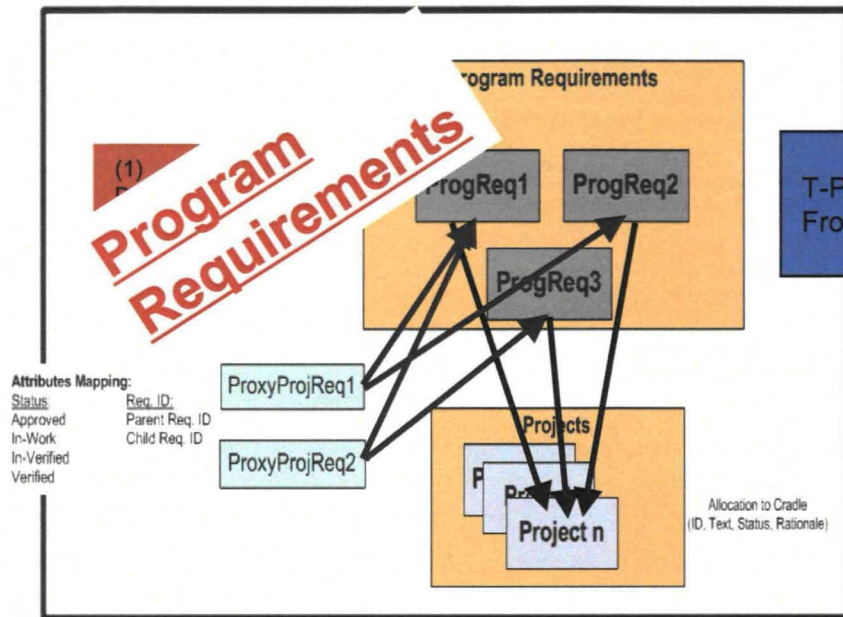 Program
Requirements
rogram Requirements
(1)
T-P
Fro
ProgReq1
ProgReq2
ProgReq3
ProxyProjReq1
ProxyProjReq2
Attributes Mapping:
Status: Req. ID:
Approved Parent Req. ID
In-Work Child Req. ID
In-Verified
Verified
Projects
P
Pro
Project n
Allocation to Cradle
(ID, Text, Status, Rationale)